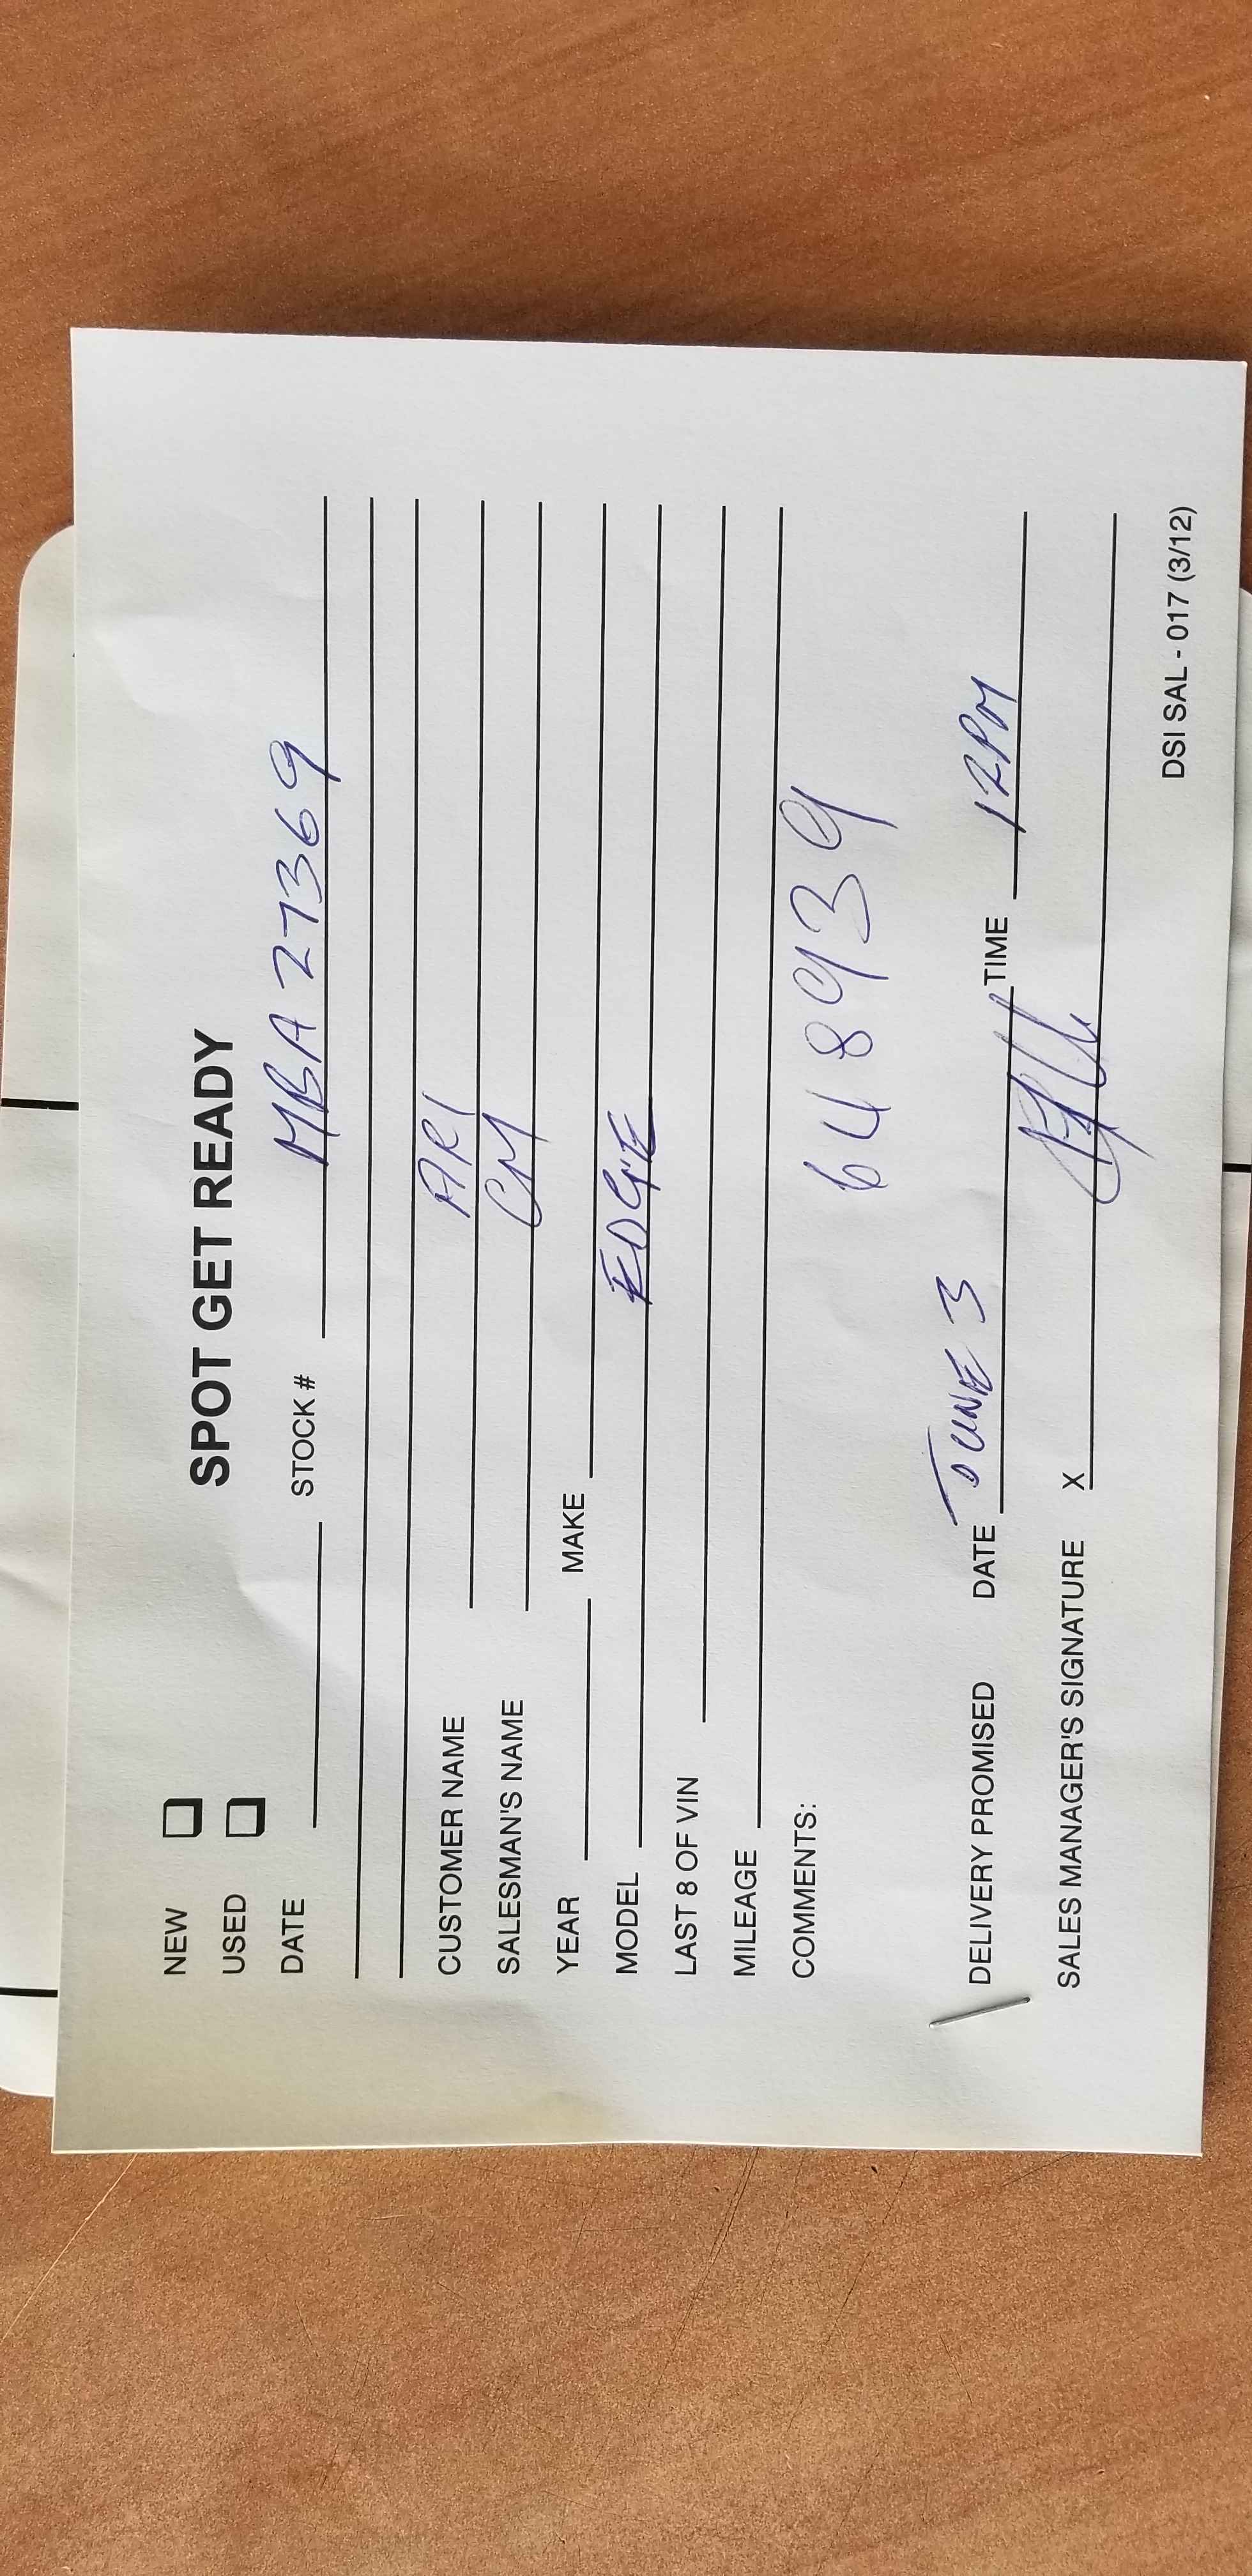 SPOT GET READY
NEW
USED
DATE STOCK # MBA27369
CUSTOMER NAME ARI
SALESMAN'S NAME CM
YEAR MAKE
MODEL EDGE
LAST 8 OF VIN
MILEAGE
COMMENTS:
648939
DELIVERY PROMISED DATE JUNE 3 TIME 12PM
SALES MANAGER'S SIGNATURE X
DSI SAL - 017 (3/12)